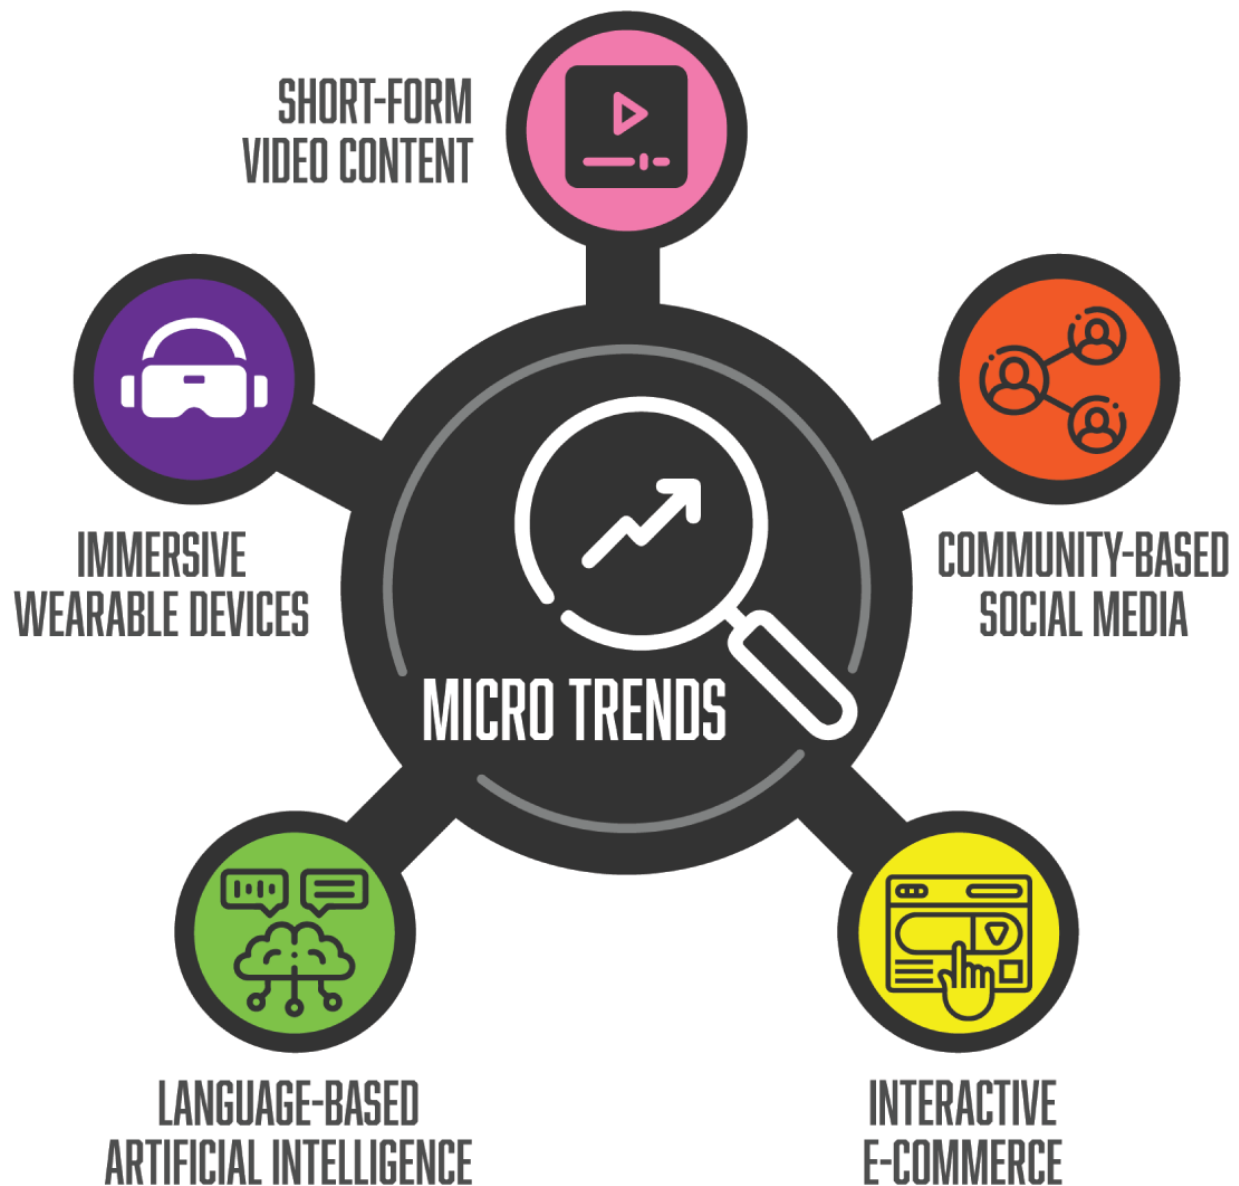 SHORT-FORM
VIDEO CONTENT
IMMERSIVE
WEARABLE DEVICES
COMMUNITY-BASED
SOCIAL MEDIA
MICRO TRENDS
LANGUAGE-BASED
ARTIFICIAL INTELLIGENCE
INTERACTIVE
E-COMMERCE